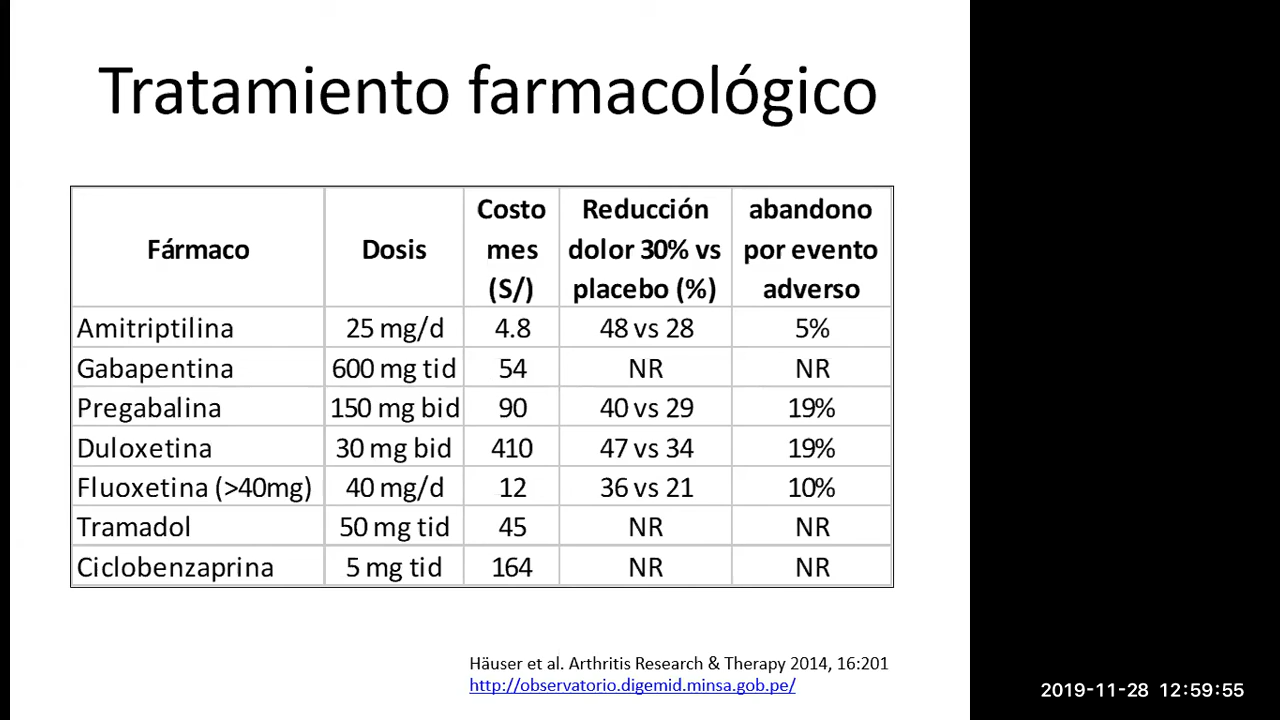 Tratamiento farmacológico
Fármaco Dosis Costo mes (S/) Reducción dolor 30% vs placebo (%) abandono por evento adverso
Amitriptilina 25 mg/d 4.8 48 vs 28 5%
Gabapentina 600 mg tid 54 NR NR
Pregabalina 150 mg bid 90 40 vs 29 19%
Duloxetina 30 mg bid 410 47 vs 34 19%
Fluoxetina (>40mg) 40 mg/d 12 36 vs 21 10%
Tramadol 50 mg tid 45 NR NR
Ciclobenzaprina 5 mg tid 164 NR NR
Häuser et al. Arthritis Research & Therapy 2014, 16:201
http://observatorio.digemid.minsa.gob.pe/
2019-11-28 12:59:55